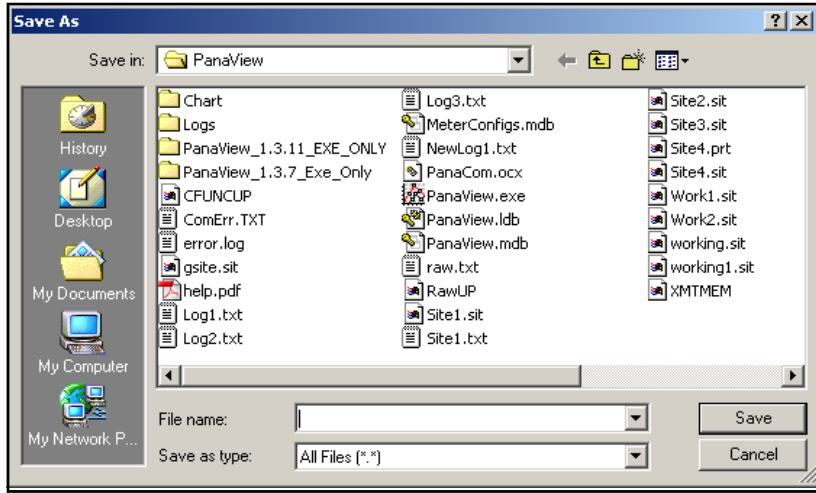 Save As
Save in: PanaView
History
Desktop
My Documents
My Computer
My Network P...
Chart
Logs
PanaView_1.3.11_EXE_ONLY
PanaView_1.3.7_Exe_Only
CFUNCUP
ComErr.TXT
error.log
gsite.sit
help.pdf
Log1.txt
Log2.txt
Log3.txt
MeterConfigs.mdb
NewLog1.txt
PanaCom.ocx
PanaView.exe
PanaView.ldb
PanaView.mdb
raw.txt
RawUP
Site1.sit
Site1.txt
Site2.sit
Site3.sit
Site4.prt
Site4.sit
Work1.sit
Work2.sit
working.sit
working1.sit
XMTMEM
File name:
Save
Save as type: All Files (*.*)
Cancel